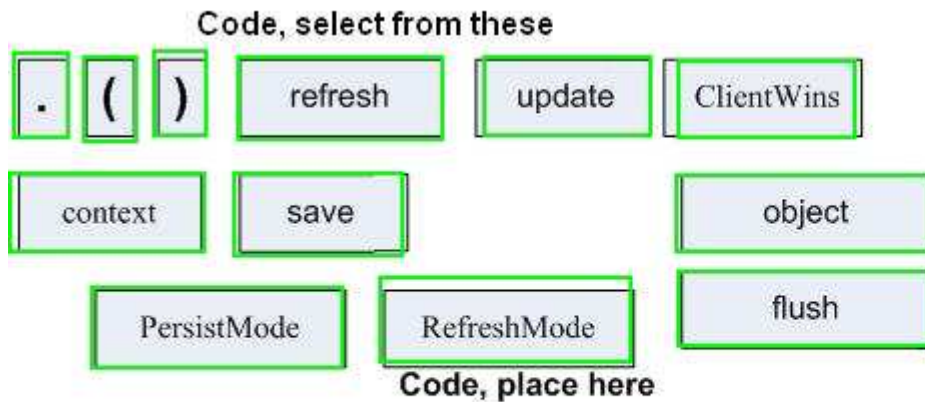 Code, select from these
. ( ) refresh update ClientWins
context save object
PersistMode RefreshMode flush
Code, place here